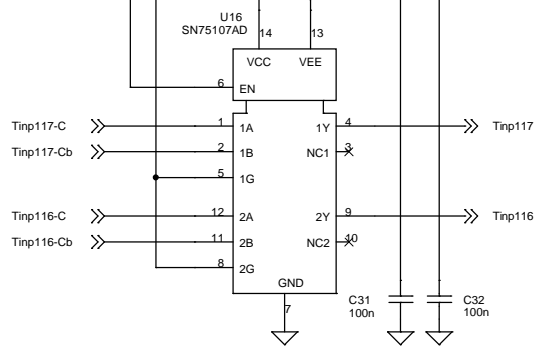 U16
SN75107AD
14
13
VCC
VEE
6
EN
Tinp117-C
1
1A
1Y
4
Tinp117
Tinp117-Cb
2
1B
NC1
3
5
1G
Tinp116-C
12
2A
2Y
9
Tinp116
Tinp116-Cb
11
2B
NC2
10
8
2G
GND
7
C31
100n
C32
100n